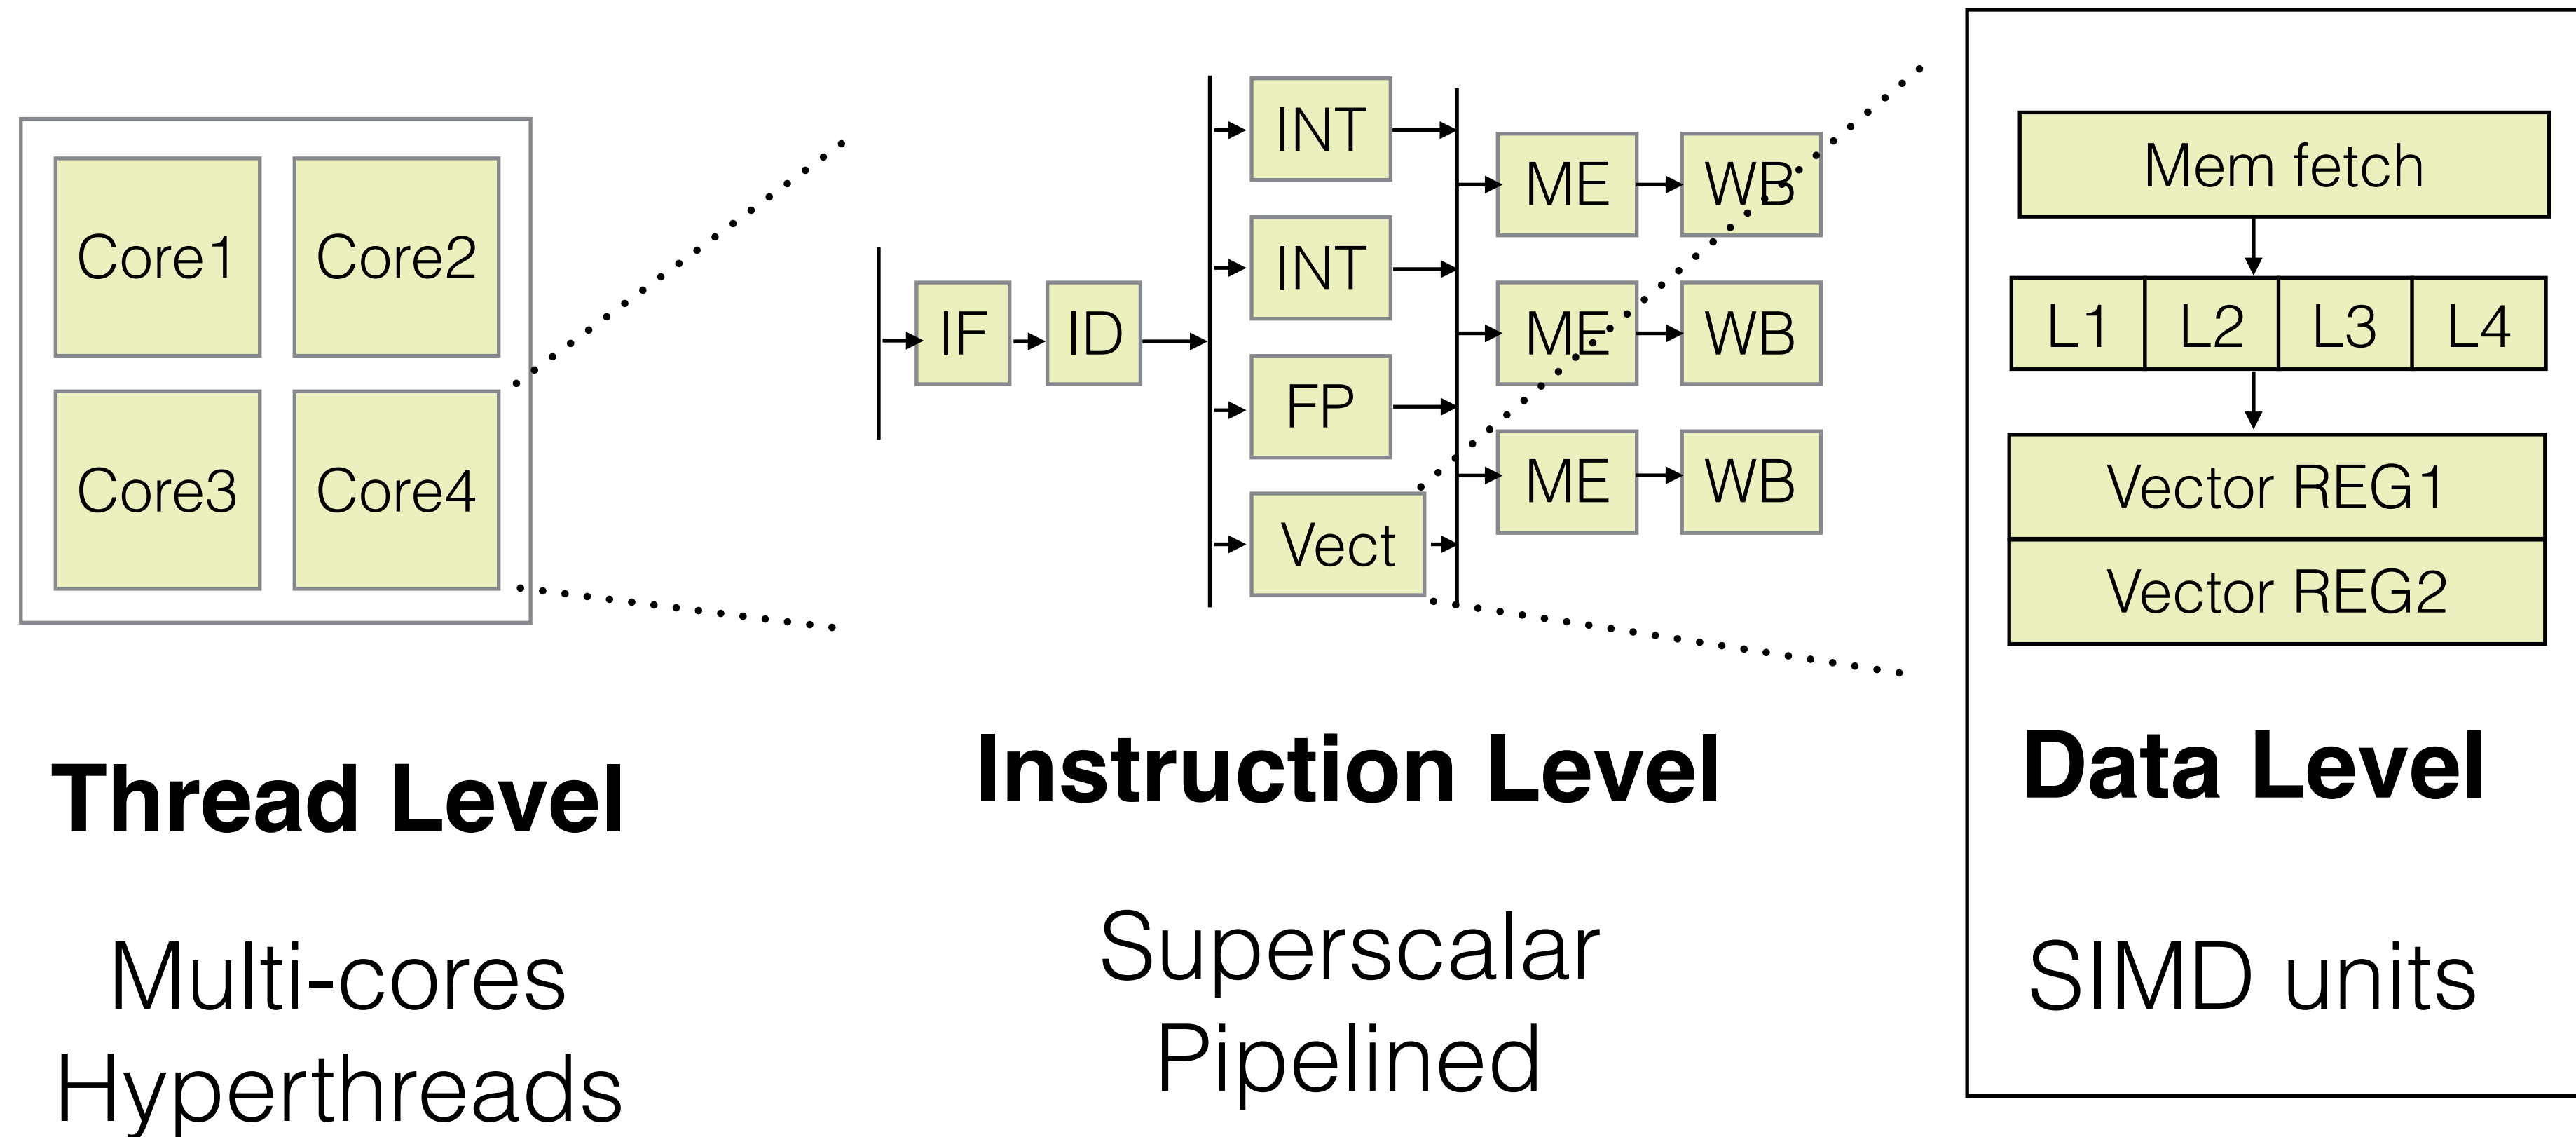 Core1
Core2
Core3
Core4
Thread Level
Multi-cores
Hyperthreads
IF
ID
INT
INT
FP
Vect
ME
WB
ME
WB
ME
WB
Instruction Level
Superscalar
Pipelined
Mem fetch
L1
L2
L3
L4
Vector REG1
Vector REG2
Data Level
SIMD units